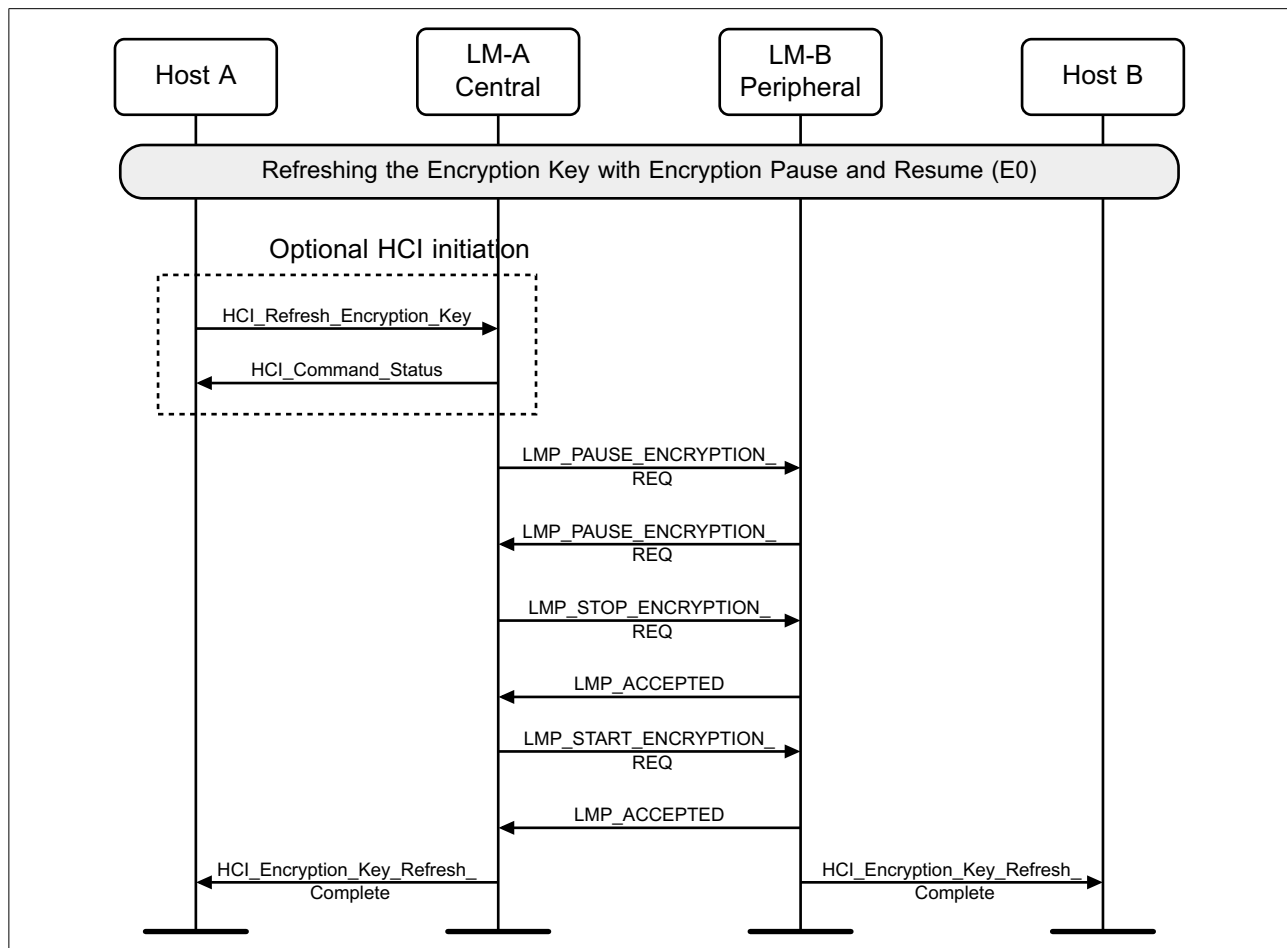 Host A
LM-A
Central
LM-B
Peripheral
Host B
Refreshing the Encryption Key with Encryption Pause and Resume (E0)
Optional HCI initiation
HCI_Refresh_Encryption_Key
HCI_Command_Status
LMP_PAUSE_ENCRYPTION_
REQ
LMP_PAUSE_ENCRYPTION_
REQ
LMP_STOP_ENCRYPTION_
REQ
LMP_ACCEPTED
LMP_START_ENCRYPTION_
REQ
LMP_ACCEPTED
HCI_Encryption_Key_Refresh_
Complete
HCI_Encryption_Key_Refresh_
Complete